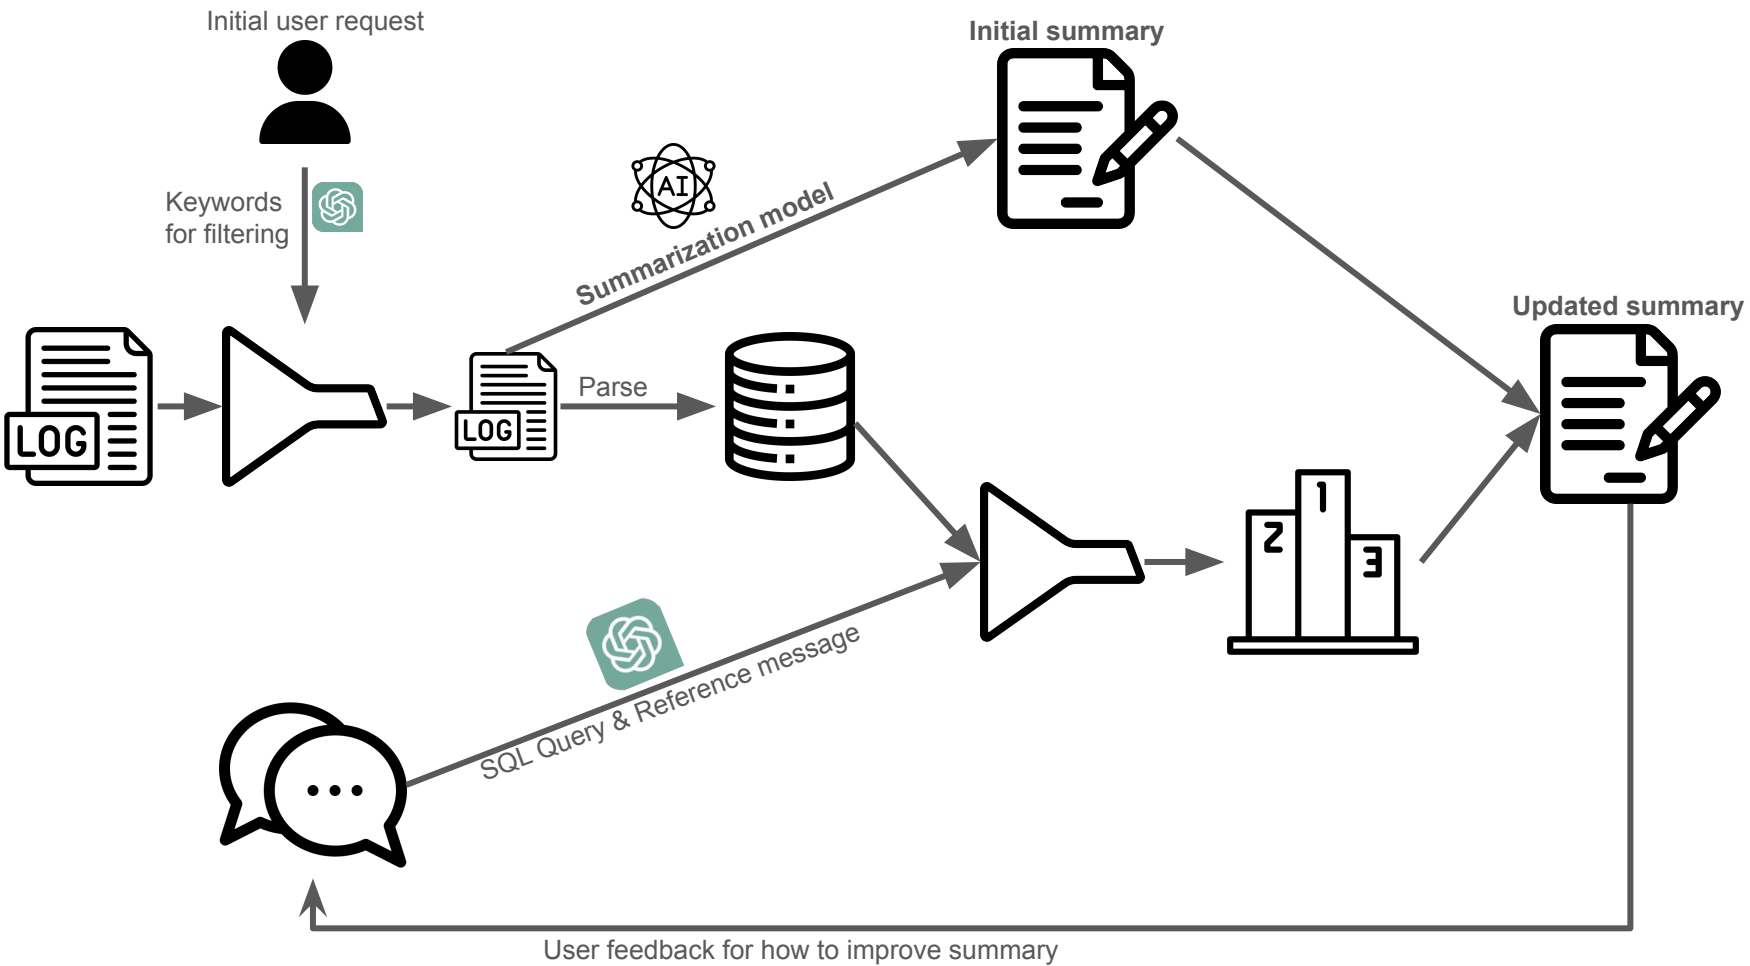 Initial user request
Initial summary
AI
Keywords
for filtering
Summarization model
Updated summary
LOG
LOG
Parse
2
1
3
SQL Query & Reference message
User feedback for how to improve summary